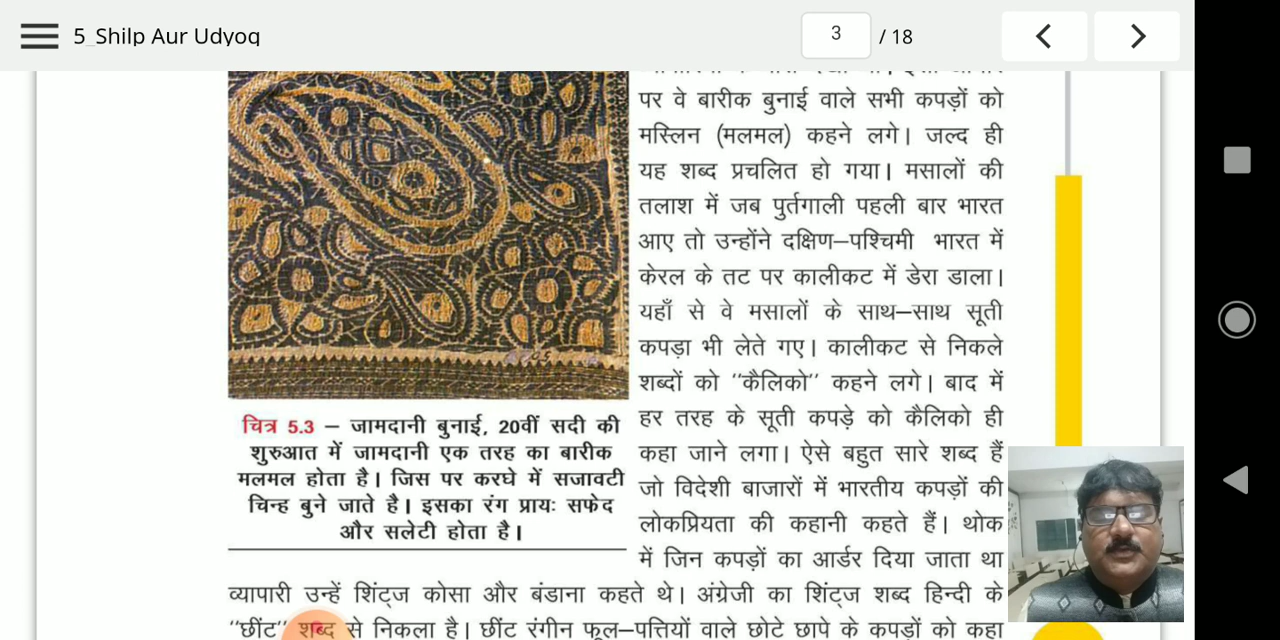 5_Shilp Aur Udyog
3 / 18
पर वे बारीक बुनाई वाले सभी कपड़ों को
मस्लिन (मलमल) कहने लगे। जल्द ही
यह शब्द प्रचलित हो गया। मसालों की
तलाश में जब पुर्तगाली पहली बार भारत
आए तो उन्होंने दक्षिण–पश्चिमी भारत में
केरल के तट पर कालीकट में डेरा डाला।
यहाँ से वे मसालों के साथ–साथ सूती
कपड़ा भी लेते गए। कालीकट से निकले
शब्दों को ''कैलिको'' कहने लगे। बाद में
हर तरह के सूती कपड़े को कैलिको ही
कहा जाने लगा। ऐसे बहुत सारे शब्द हैं
जो विदेशी बाजारों में भारतीय कपड़ों की
लोकप्रियता की कहानी कहते हैं। थोक
में जिन कपड़ों का आर्डर दिया जाता था
चित्र 5.3 – जामदानी बुनाई, 20वीं सदी की
शुरुआत में जामदानी एक तरह का बारीक
मलमल होता है। जिस पर करघे में सजावटी
चिन्ह बुने जाते है। इसका रंग प्रायः सफेद
और सलेटी होता है।
व्यापारी उन्हें शिंट्ज कोसा और बंडाना कहते थे। अंग्रेजी का शिंट्ज शब्द हिन्दी के
''छींट'' शब्द से निकला है। छींट रंगीन फूल–पत्तियों वाले छोटे छापे के कपड़ों को कहा